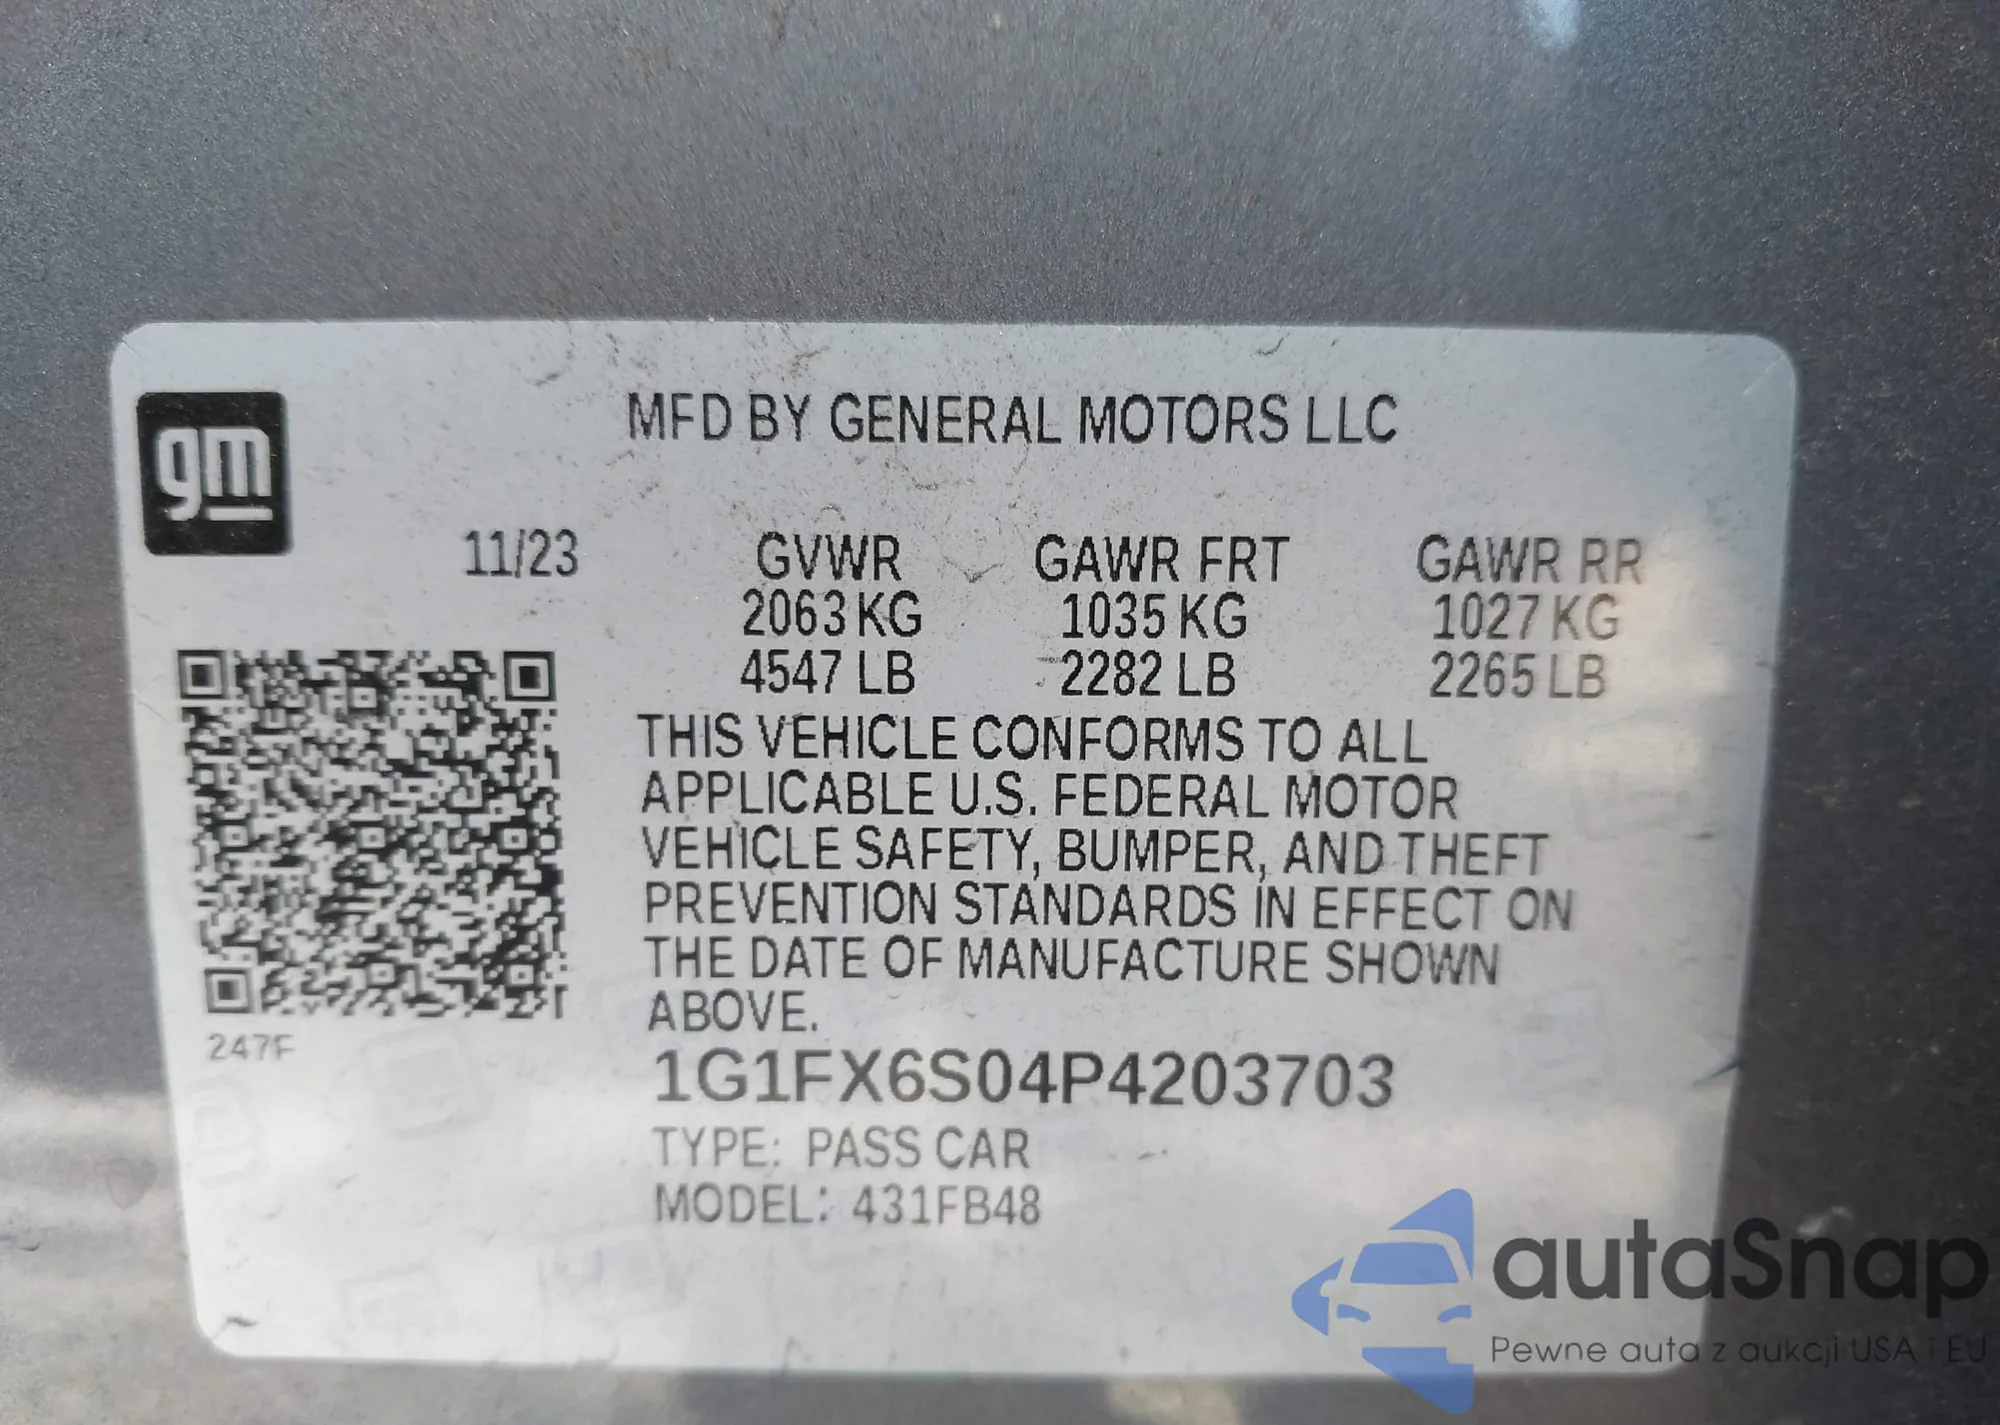 gm
MFD BY GENERAL MOTORS LLC
11/23 GVWR GAWR FRT GAWR RR
2063 KG 1035 KG 1027 KG
4547 LB 2282 LB 2265 LB
THIS VEHICLE CONFORMS TO ALL
APPLICABLE U.S. FEDERAL MOTOR
VEHICLE SAFETY, BUMPER, AND THEFT
PREVENTION STANDARDS IN EFFECT ON
THE DATE OF MANUFACTURE SHOWN
ABOVE.
247F
1G1FX6S04P4203703
TYPE: PASS CAR
MODEL: 431FB48
autaSnap
Pewne auta z aukcji USA i EU